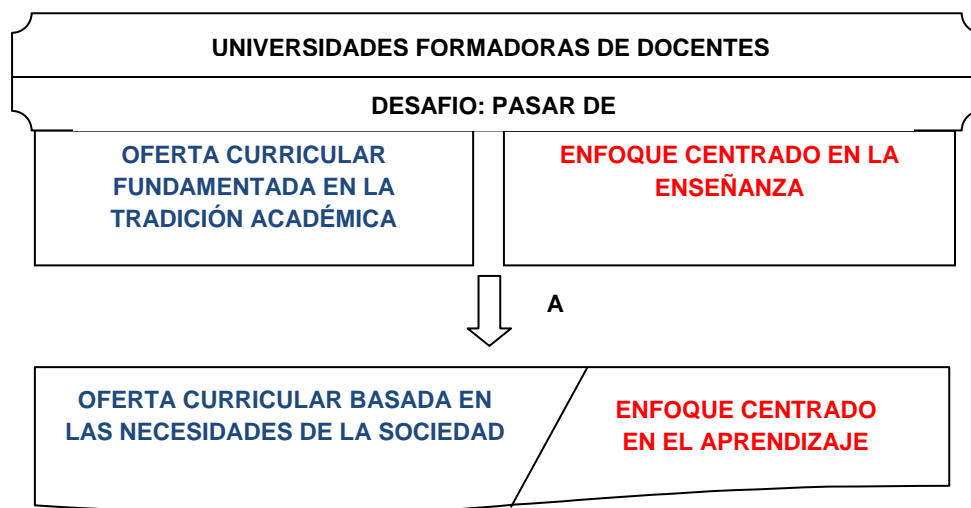 UNIVERSIDADES FORMADORAS DE DOCENTES
DESAFIO: PASAR DE
OFERTA CURRICULAR
FUNDAMENTADA EN LA
TRADICIÓN ACADÉMICA
ENFOQUE CENTRADO EN LA
ENSEÑANZA
A
OFERTA CURRICULAR BASADA EN
LAS NECESIDADES DE LA SOCIEDAD
ENFOQUE CENTRADO
EN EL APRENDIZAJE